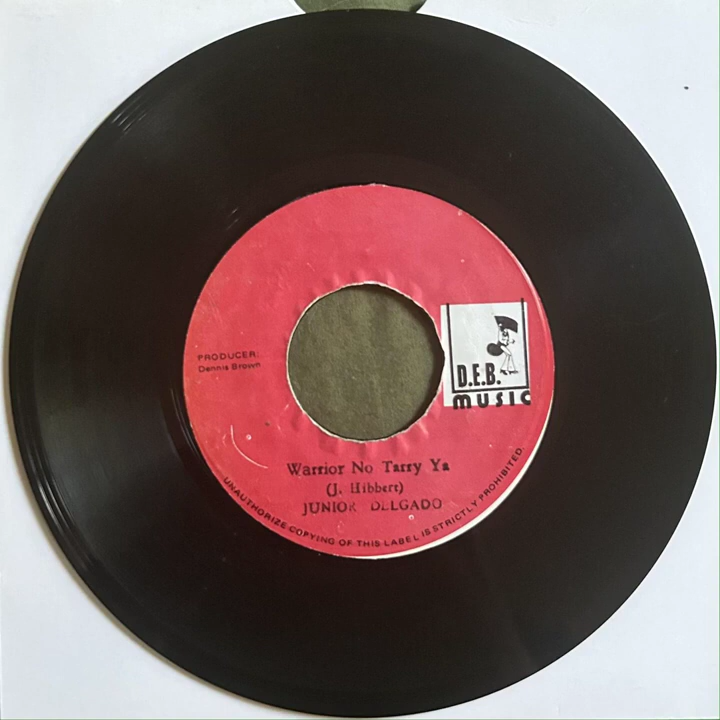 PRODUCER:
Dennis Brown
D.E.B.
MUSIC
Warrior No Tarry Ya
(J. Hibbert)
JUNIOR DELGADO
UNAUTHORIZE COPYING OF THIS LABEL IS STRICTLY PROHIBITED